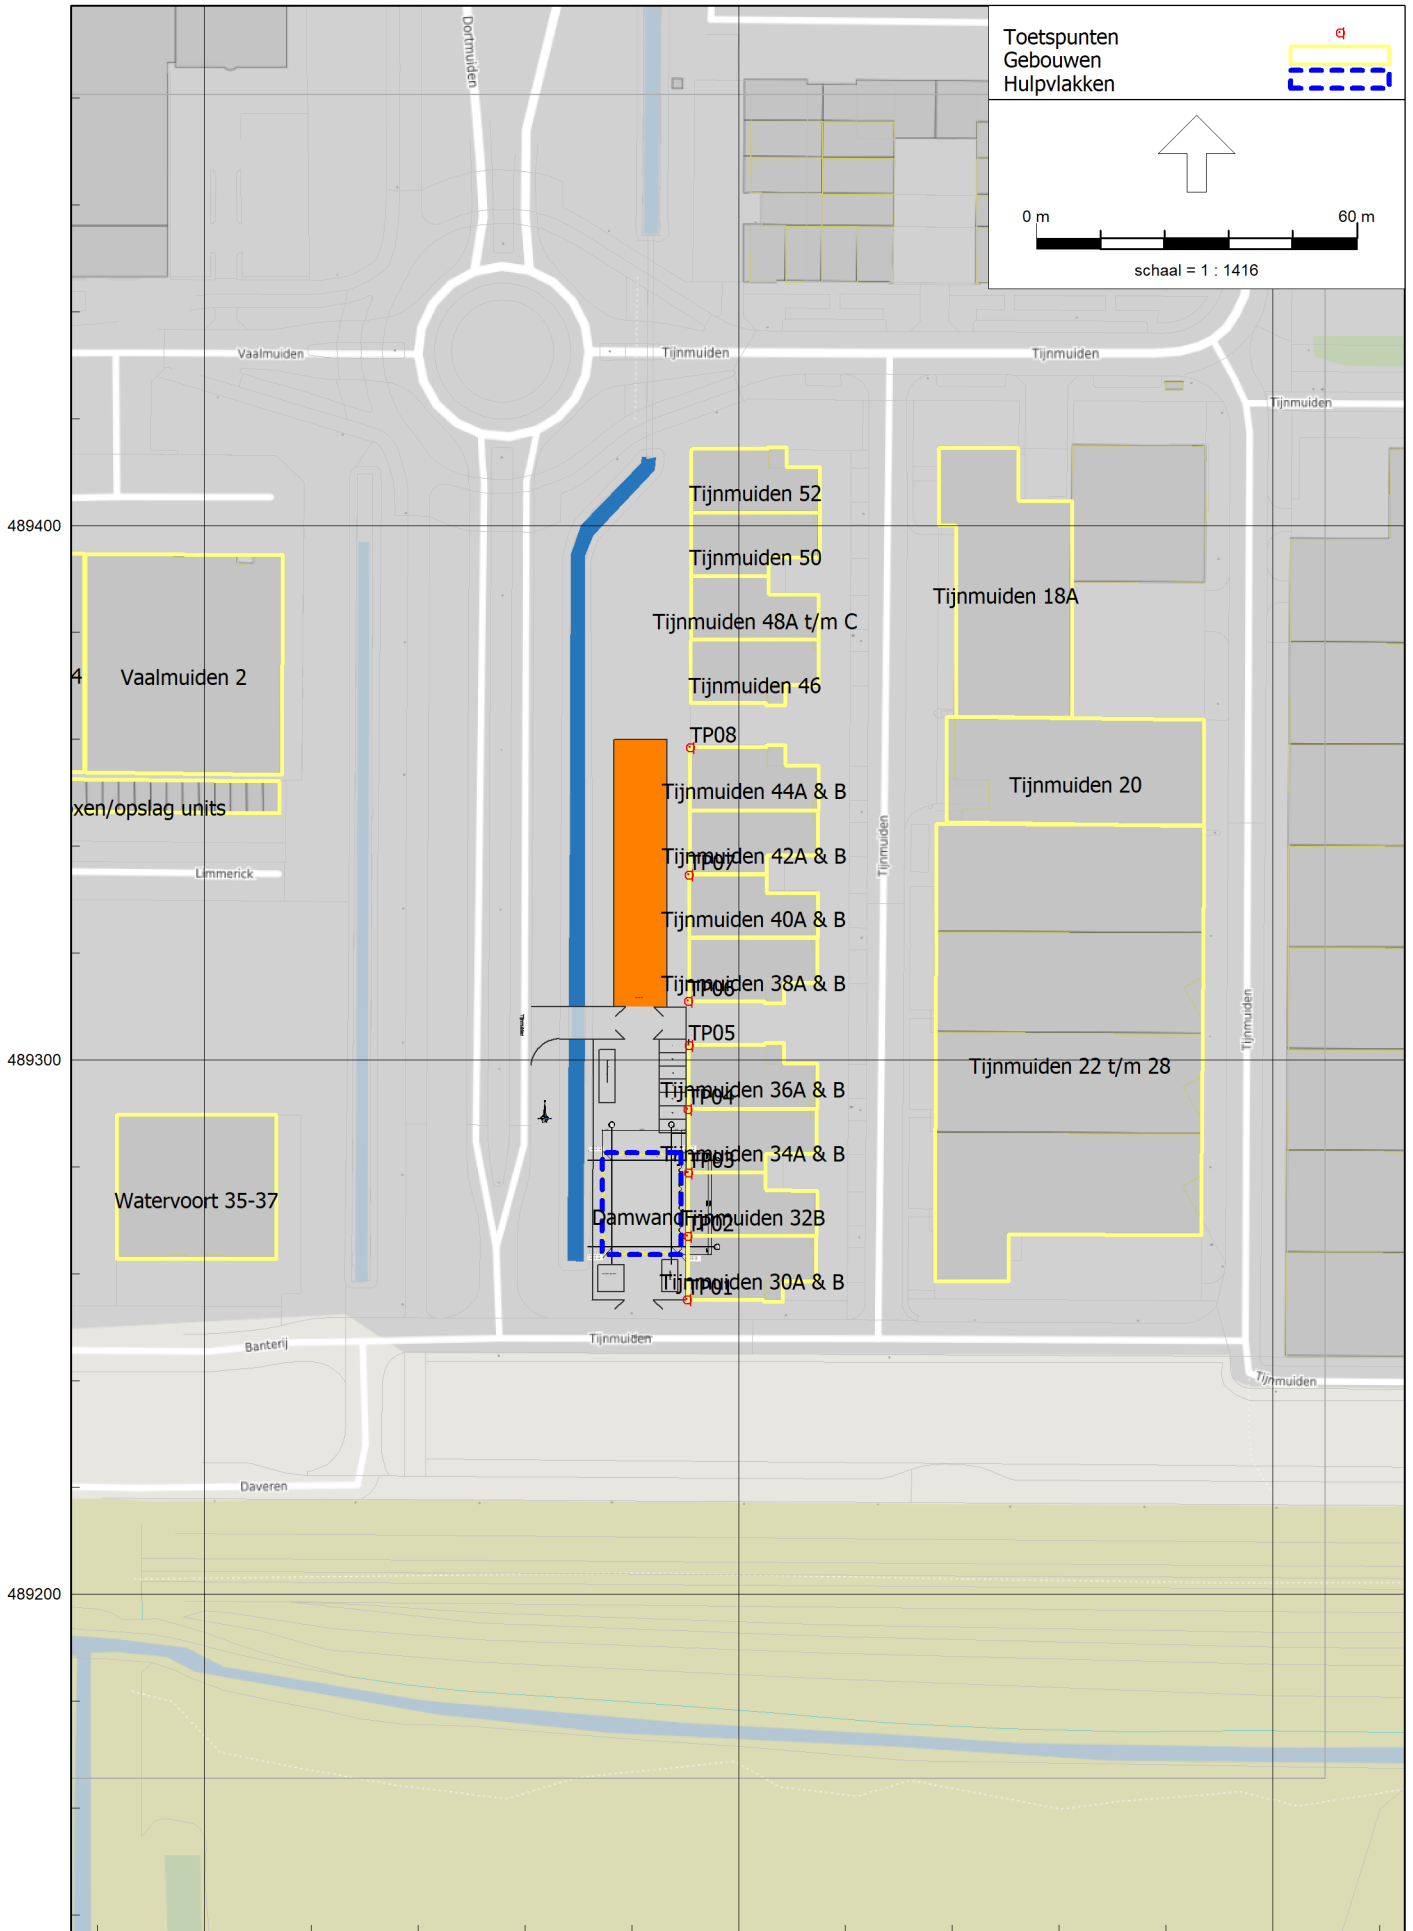 Dortmuiden
Toetspunten
Gebouwen
Hulpvlakken
0 m
60 m
schaal = 1 : 1416
Vaalmuiden
Tijnmuiden
Tijnmuiden
Tijnmuiden
Tijnmuiden 52
489400
Tijnmuiden 50
Tijnmuiden 18A
Tijnmuiden 48A t/m C
4
Vaalmuiden 2
Tijnmuiden 46
TP08
Tijnmuiden 20
Tijnmuiden 44A & B
xen/opslag units
Tijnmuiden
Tijnmuiden 42A & B
TP07
Limmerick
Tijnmuiden 40A & B
Tijnmuiden 38A & B
TP06
Tijnmuiden
TP05
489300
Tijnmuiden 22 t/m 28
Tijnmuiden 36A & B
TP04
Tijnmuiden 34A & B
TP03
Watervoort 35-37
Damwand
Tijnmuiden 32B
TP02
Tijnmuiden 30A & B
TP01
Banterij
Tijnmuiden
Tijnmuiden
Daveren
489200